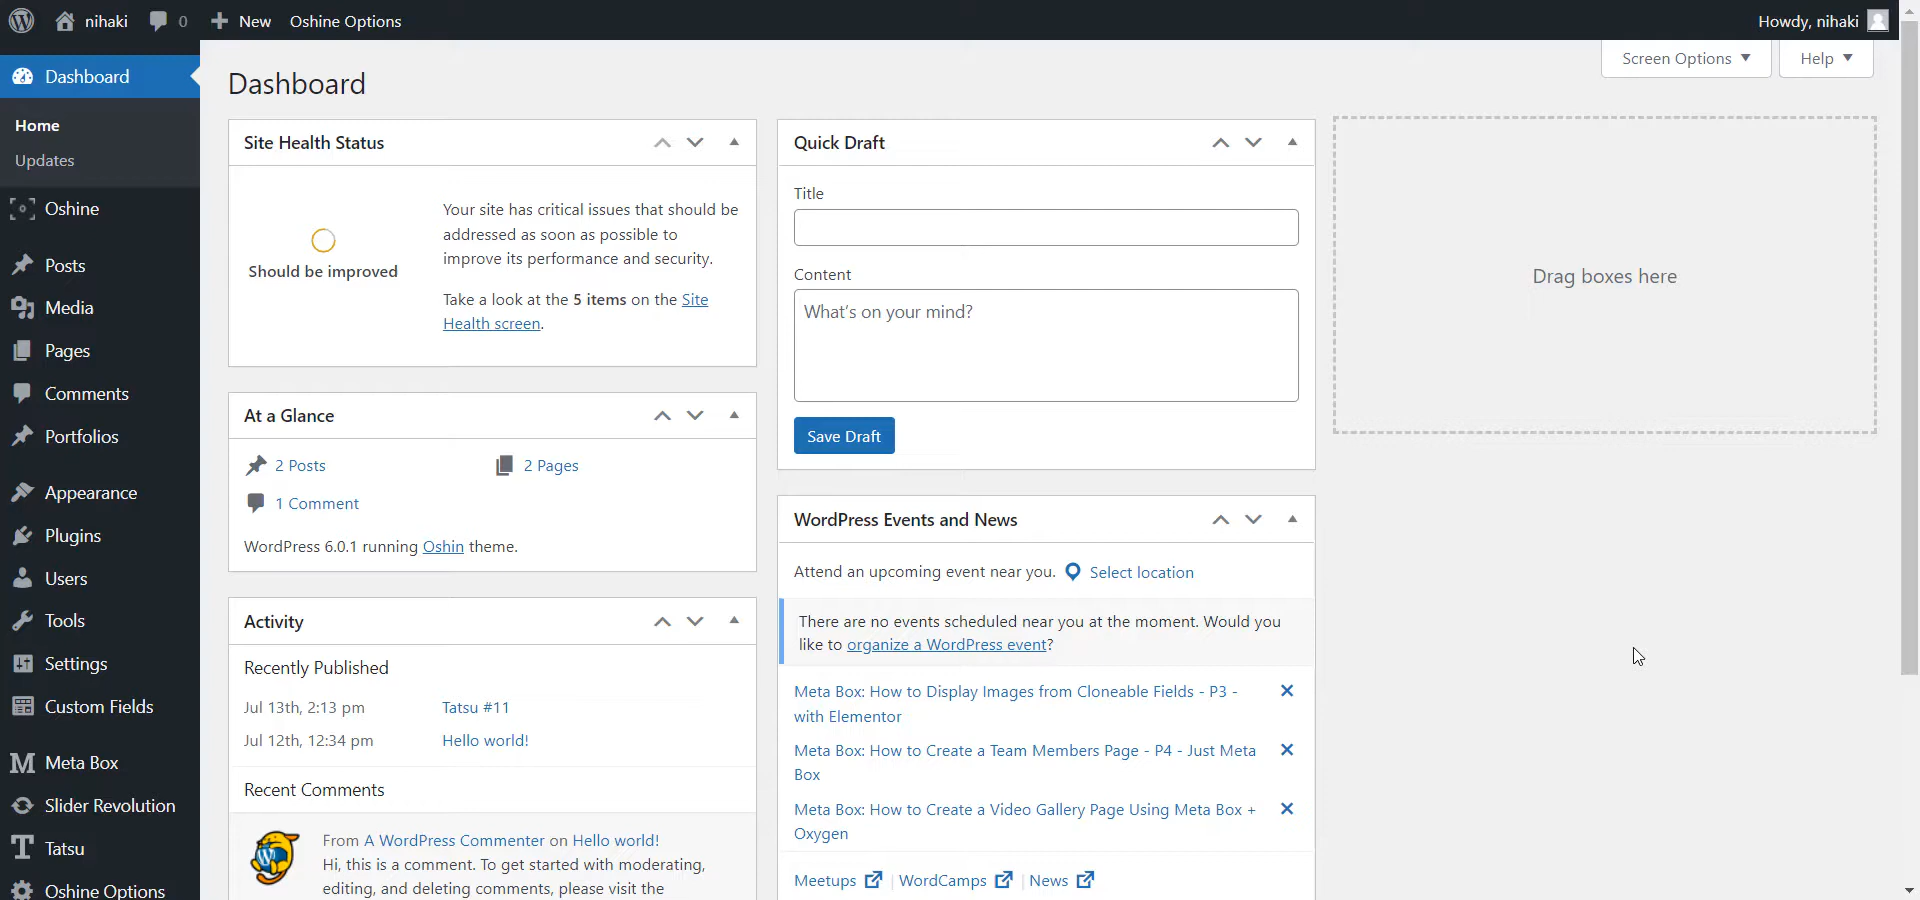 nihaki
0
New
Oshine Options
Howdy, nihaki
Dashboard
Home
Updates
Oshine
Posts
Media
Pages
Comments
Portfolios
Appearance
Plugins
Users
Tools
Settings
Custom Fields
Meta Box
Slider Revolution
Tatsu
Oshine Options
Screen Options
Help
Dashboard
Site Health Status
Should be improved
Your site has critical issues that should be
addressed as soon as possible to
improve its performance and security.
Take a look at the 5 items on the Site
Health screen.
At a Glance
2 Posts
2 Pages
1 Comment
WordPress 6.0.1 running Oshin theme.
Activity
Recently Published
Jul 13th, 2:13 pm
Tatsu #11
Jul 12th, 12:34 pm
Hello world!
Recent Comments
From A WordPress Commenter on Hello world!
Hi, this is a comment. To get started with moderating,
editing, and deleting comments, please visit the
Quick Draft
Title
Content
What's on your mind?
Save Draft
WordPress Events and News
Attend an upcoming event near you.
Select location
There are no events scheduled near you at the moment. Would you
like to organize a WordPress event?
Meta Box: How to Display Images from Cloneable Fields - P3 -
with Elementor
Meta Box: How to Create a Team Members Page - P4 - Just Meta
Box
Meta Box: How to Create a Video Gallery Page Using Meta Box +
Oxygen
Meetups | WordCamps | News
Drag boxes here